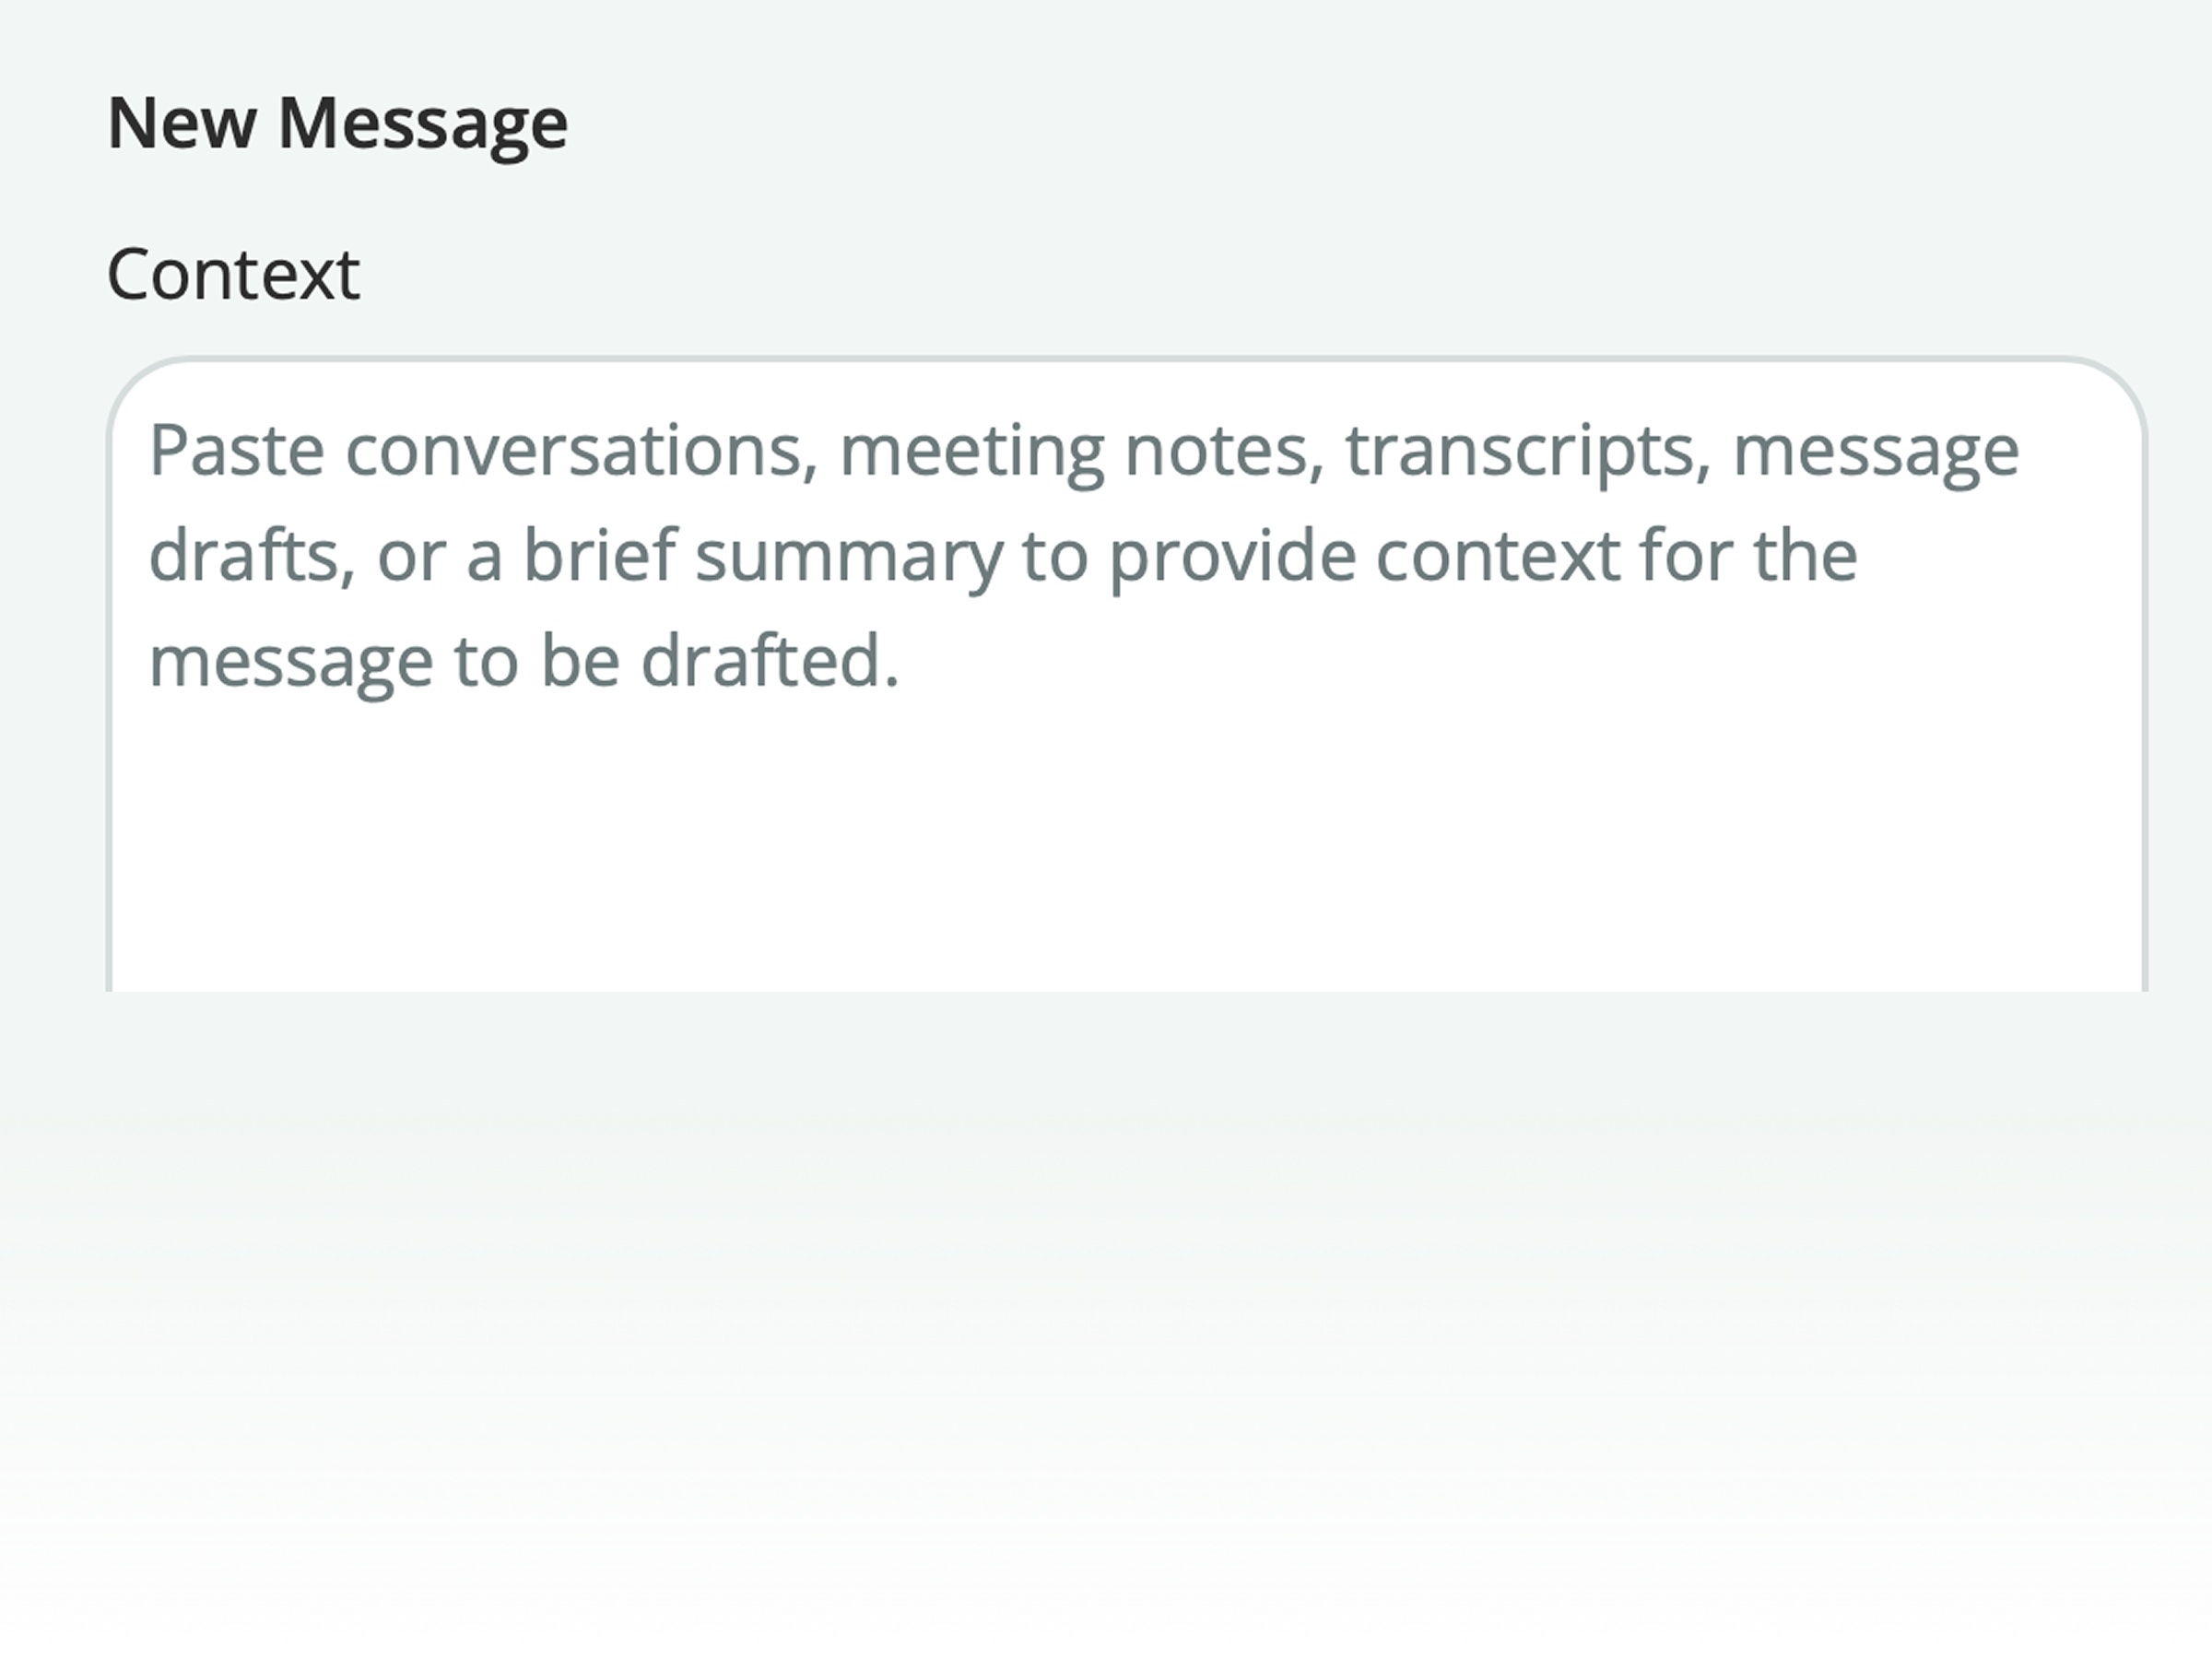 New Message
Context
Paste conversations, meeting notes, transcripts, message
drafts, or a brief summary to provide context for the
message to be drafted.